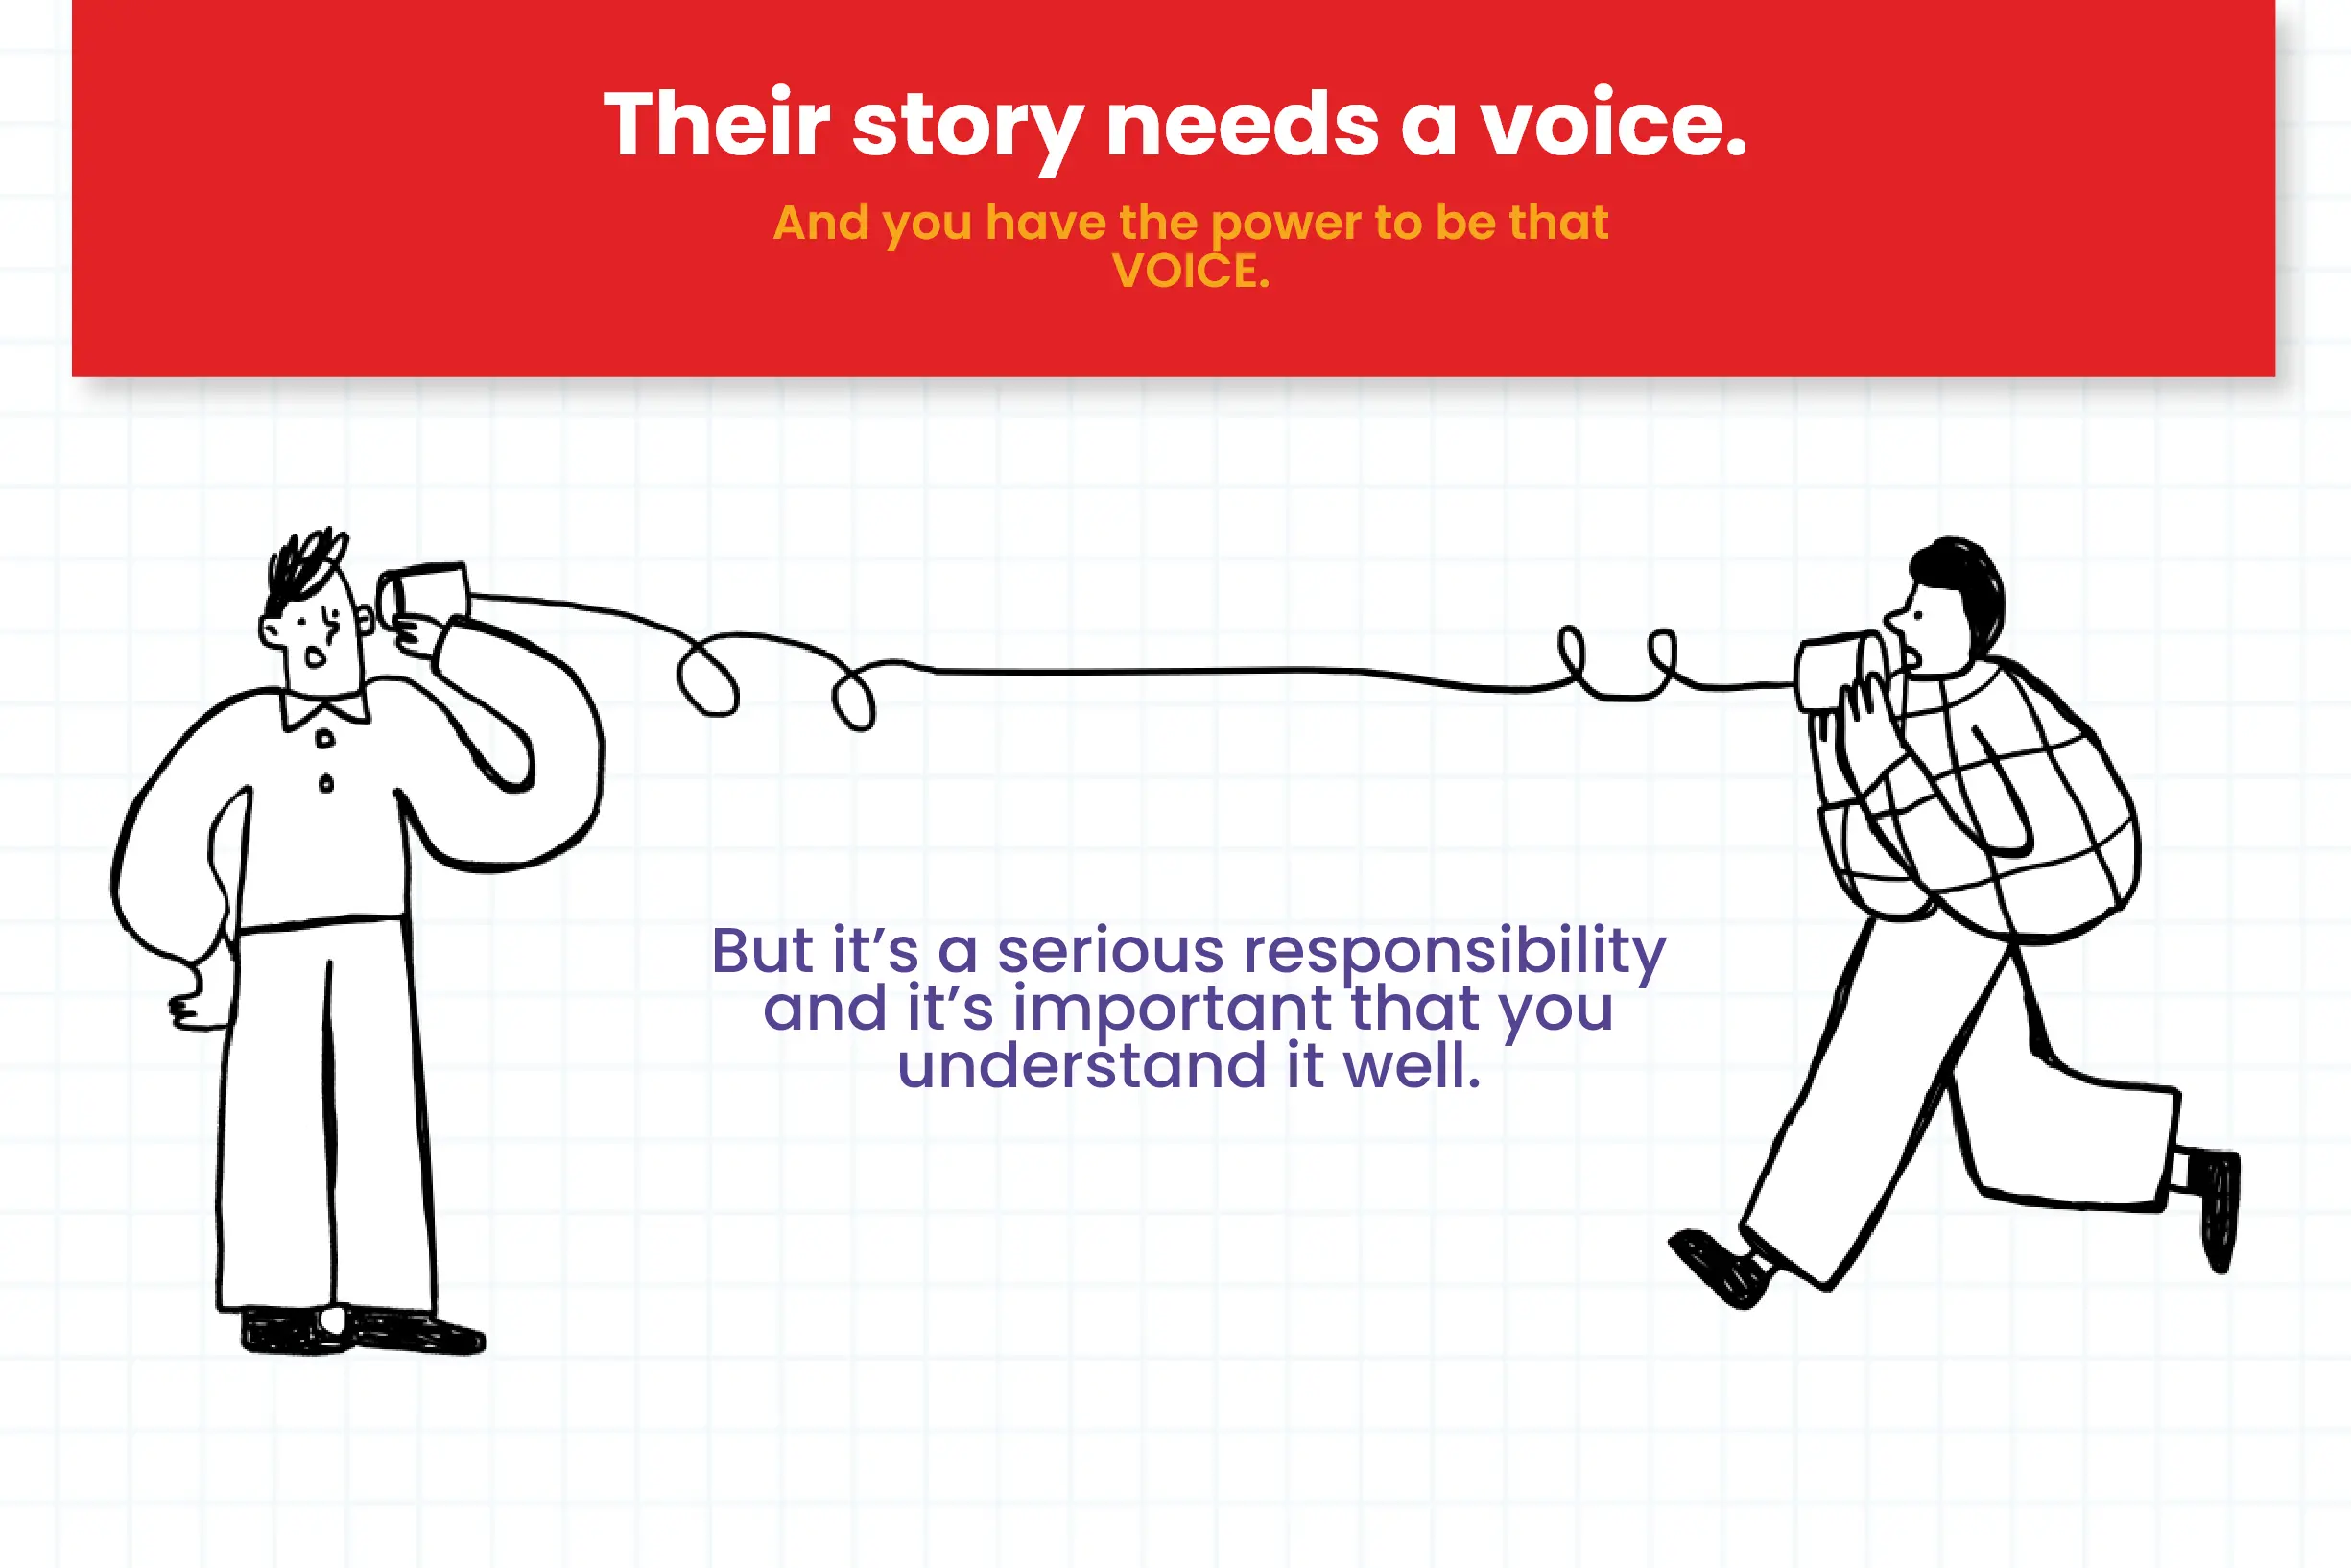 Their story needs a voice.
And you have the power to be that
VOICE.
But it’s a serious responsibility
and it’s important that you
understand it well.